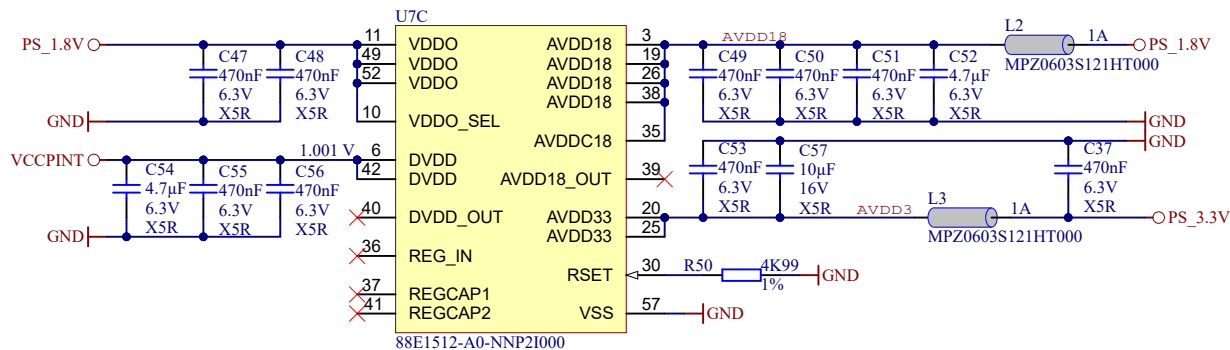 U7C
PS_1.8V
11 VDDO AVDD18 3 AVDD18 L2 1A PS_1.8V
49 VDDO AVDD18 19 MPZ0603S121HT000
52 VDDO AVDD18 26
AVDD18 38
10 VDDO_SEL
AVDDC18 35
C47 470nF 6.3V X5R
C48 470nF 6.3V X5R
C49 470nF 6.3V X5R
C50 470nF 6.3V X5R
C51 470nF 6.3V X5R
C52 4.7µF 6.3V X5R
GND
GND
GND
VCCPINT 1.001 V 6 DVDD
42 DVDD AVDD18_OUT 39
C54 4.7µF 6.3V X5R
C55 470nF 6.3V X5R
C56 470nF 6.3V X5R
C53 470nF 6.3V X5R
C57 10µF 16V X5R
C37 470nF 6.3V X5R
40 DVDD_OUT AVDD33 20 AVDD3 L3 1A PS_3.3V
GND AVDD33 25 MPZ0603S121HT000
36 REG_IN
RSET 30 R50 4K99 1% GND
37 REGCAP1
41 REGCAP2 VSS 57 GND
88E1512-A0-NNP2I000